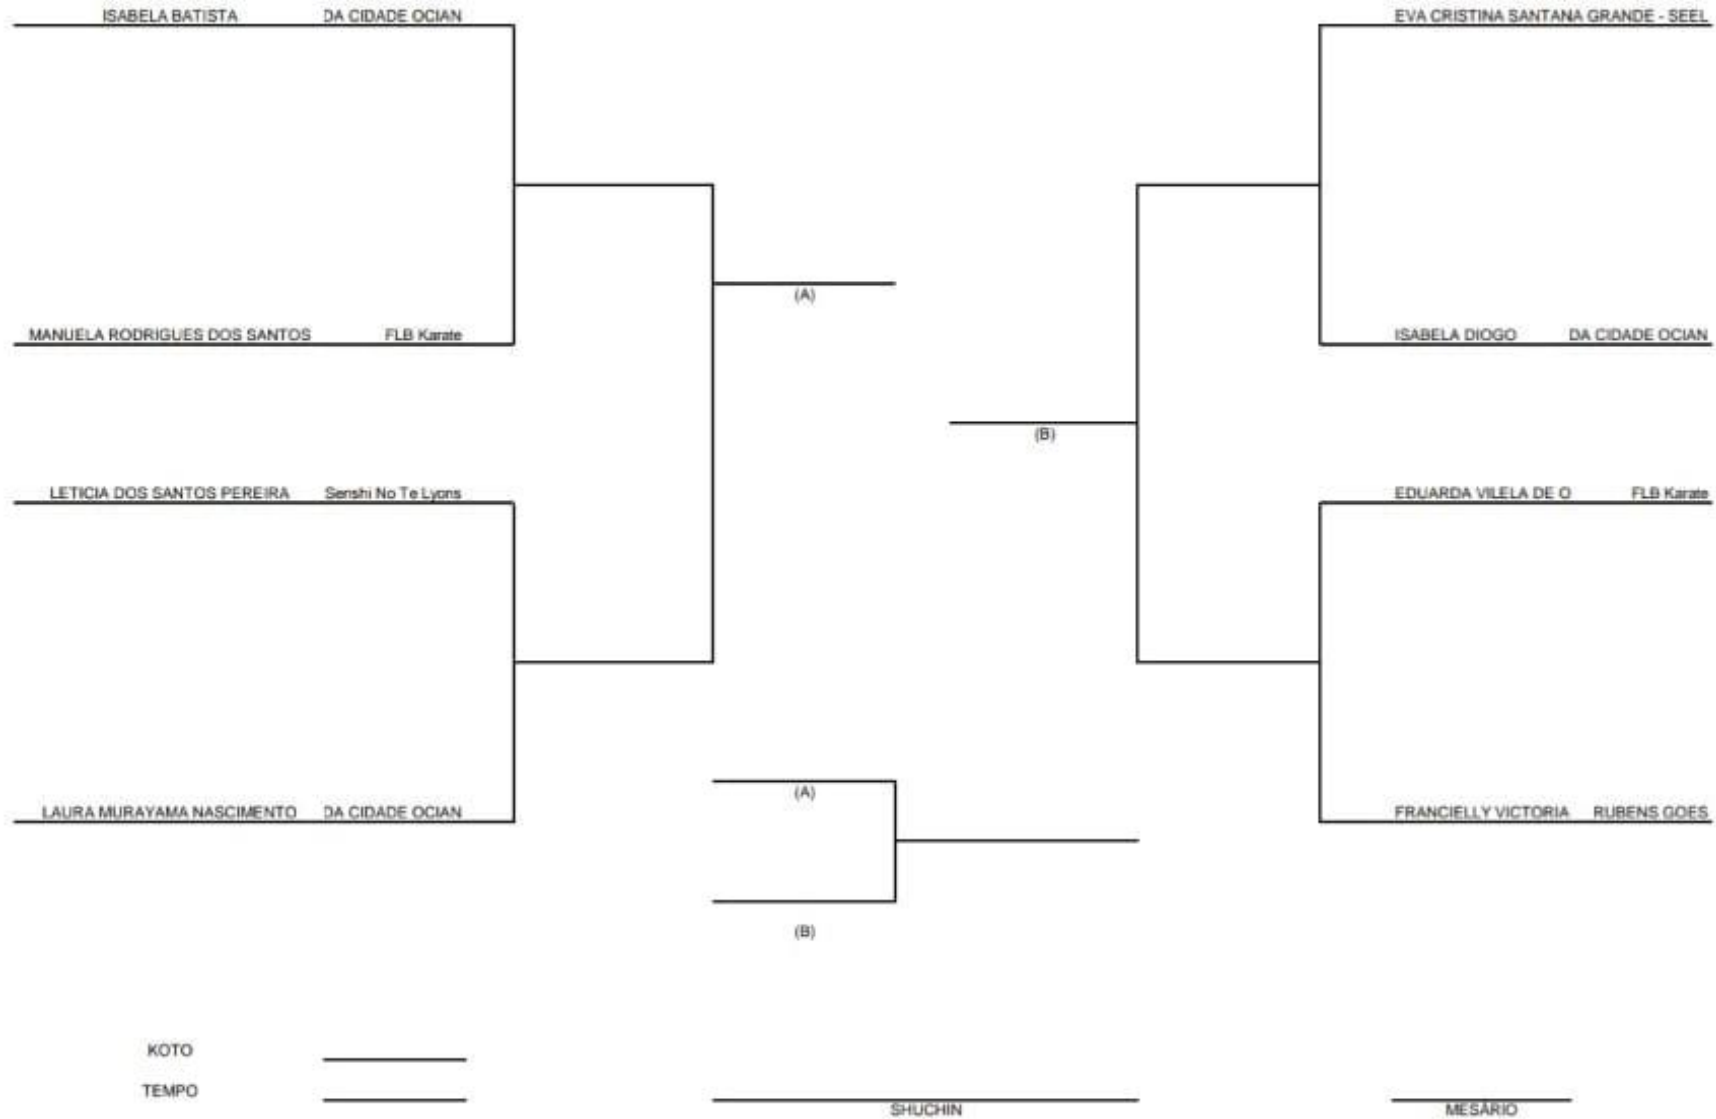 ISABELA BATISTA DA CIDADE OCIAN
EVA CRISTINA SANTANA GRANDE - SEEL
(A)
MANUELA RODRIGUES DOS SANTOS FLB Karate
ISABELA DIOGO DA CIDADE OCIAN
(B)
LETICIA DOS SANTOS PEREIRA Senshi No Te Lyons
EDUARDA VILELA DE O FLB Karate
(A)
LAURA MURAYAMA NASCIMENTO DA CIDADE OCIAN
FRANCIELLY VICTORIA RUBENS GOES
(B)
KOTO
TEMPO
SHUCHIN
MESÁRIO